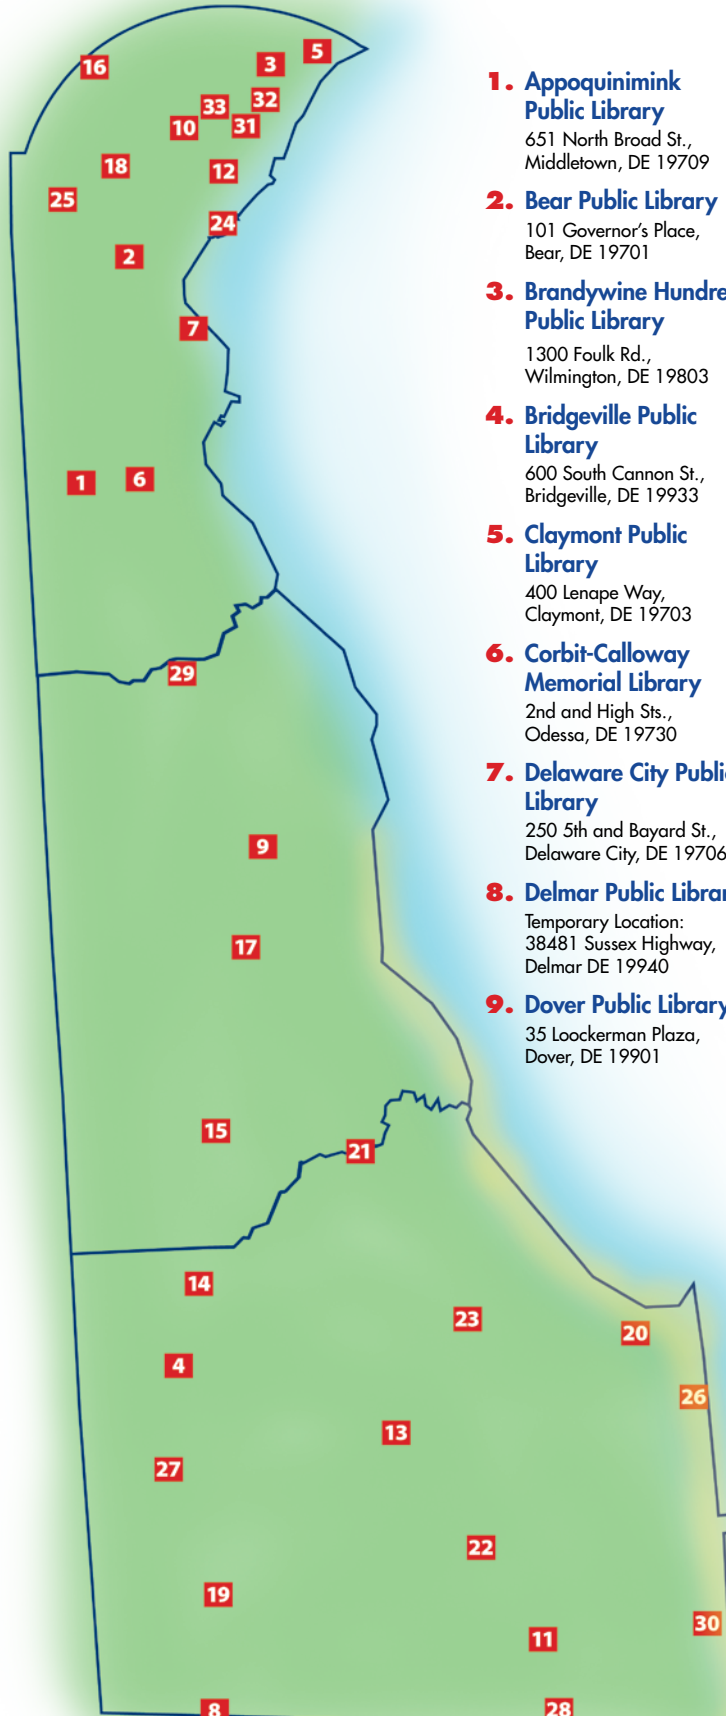 5
3
16
32
33
31
10
18
12
25
24
2
7
6
1
29
9
17
15
21
14
23
20
4
26
13
27
22
19
30
11
8
28
1. Appoquinimink
Public Library
651 North Broad St.,
Middletown, DE 19709
2. Bear Public Library
101 Governor's Place,
Bear, DE 19701
3. Brandywine Hundre
Public Library
1300 Foulk Rd.,
Wilmington, DE 19803
4. Bridgeville Public
Library
600 South Cannon St.,
Bridgeville, DE 19933
5. Claymont Public
Library
400 Lenape Way,
Claymont, DE 19703
6. Corbit-Calloway
Memorial Library
2nd and High Sts.,
Odessa, DE 19730
7. Delaware City Public
Library
250 5th and Bayard St.,
Delaware City, DE 19706
8. Delmar Public Librar
Temporary Location:
38481 Sussex Highway,
Delmar DE 19940
9. Dover Public Library
35 Loockerman Plaza,
Dover, DE 19901